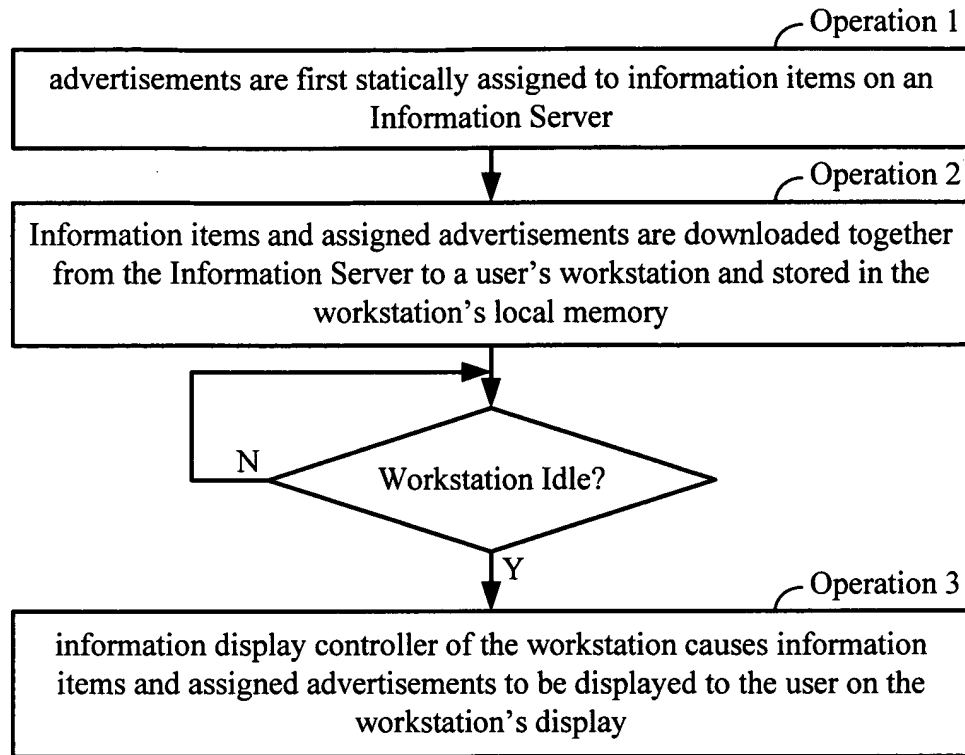 Operation 1
advertisements are first statically assigned to information items on an
Information Server
Operation 2
Information items and assigned advertisements are downloaded together
from the Information Server to a user's workstation and stored in the
workstation's local memory
N
Workstation Idle?
Y
Operation 3
information display controller of the workstation causes information
items and assigned advertisements to be displayed to the user on the
workstation's display